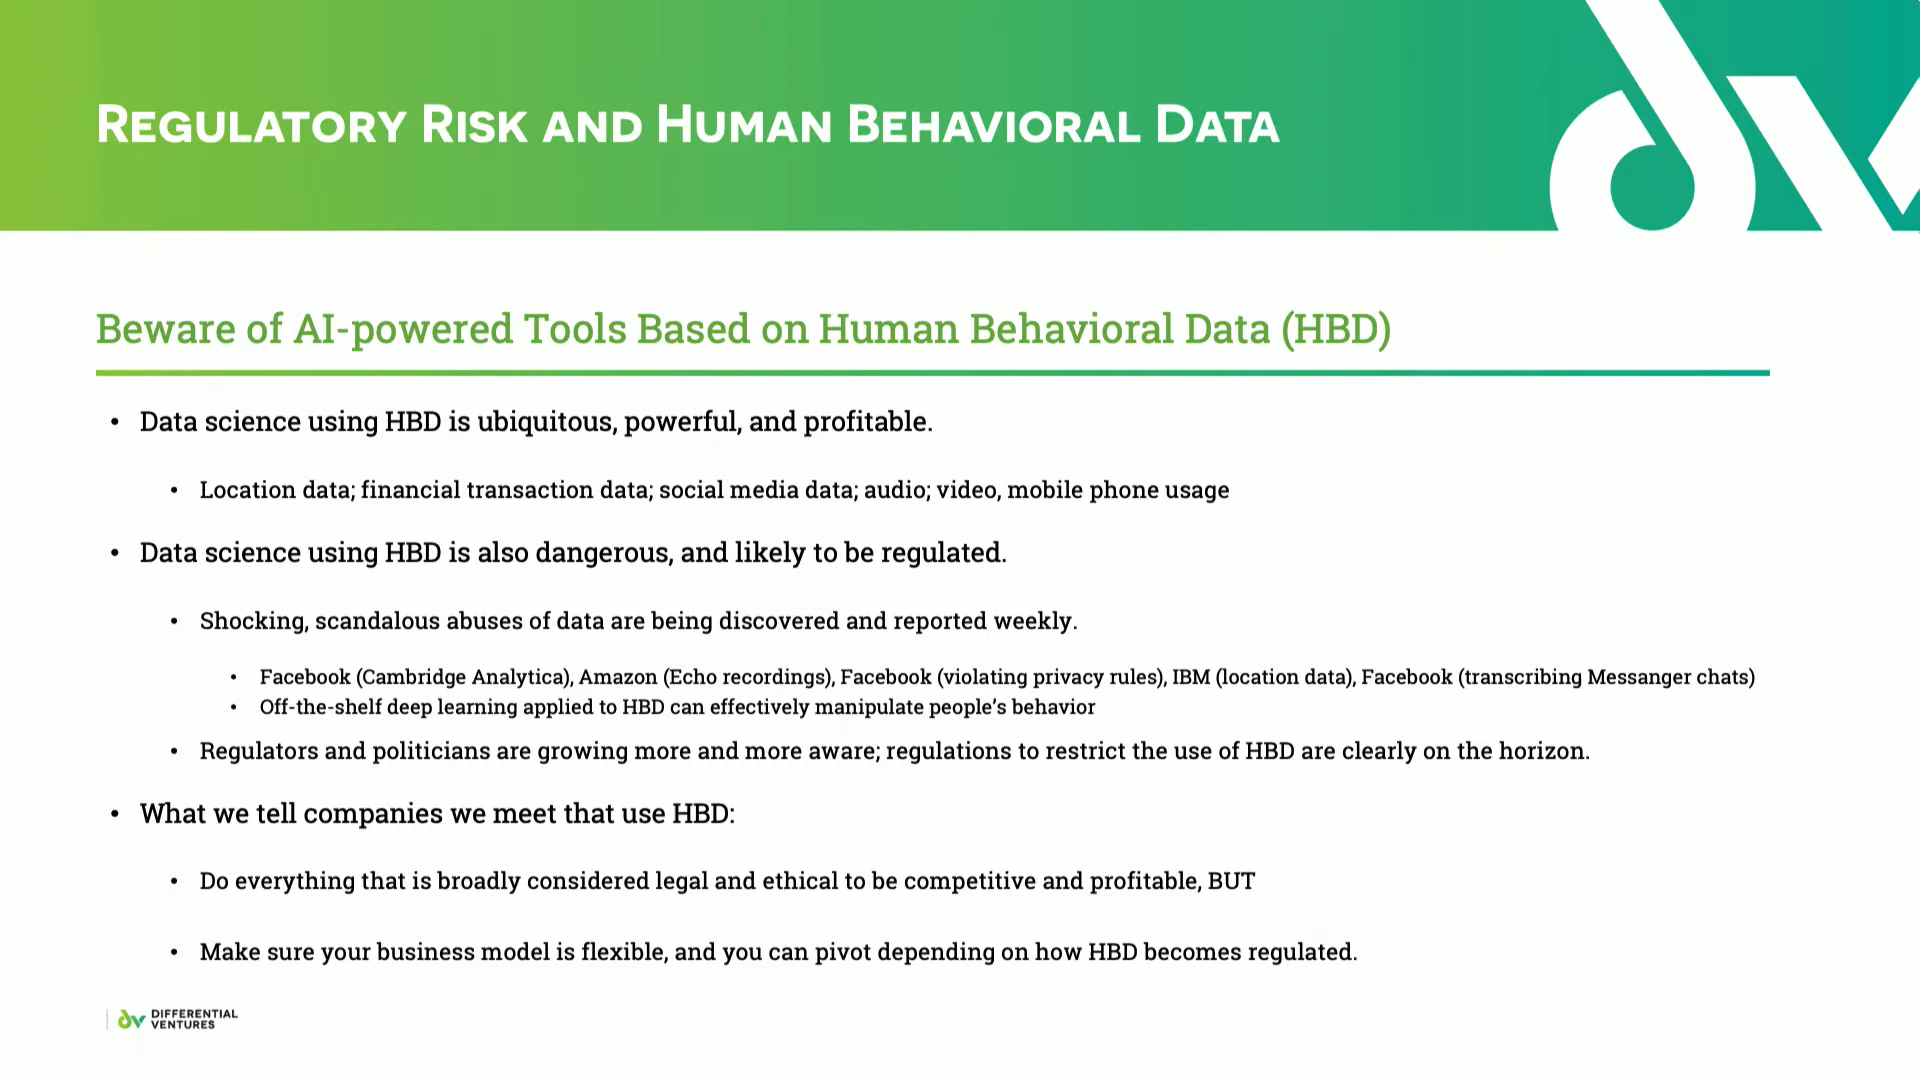 Regulatory Risk and Human Behavioral Data
Beware of AI-powered Tools Based on Human Behavioral Data (HBD)
• Data science using HBD is ubiquitous, powerful, and profitable.
• Location data; financial transaction data; social media data; audio; video, mobile phone usage
• Data science using HBD is also dangerous, and likely to be regulated.
• Shocking, scandalous abuses of data are being discovered and reported weekly.
• Facebook (Cambridge Analytica), Amazon (Echo recordings), Facebook (violating privacy rules), IBM (location data), Facebook (transcribing Messanger chats)
• Off-the-shelf deep learning applied to HBD can effectively manipulate people’s behavior
• Regulators and politicians are growing more and more aware; regulations to restrict the use of HBD are clearly on the horizon.
• What we tell companies we meet that use HBD:
• Do everything that is broadly considered legal and ethical to be competitive and profitable, BUT
• Make sure your business model is flexible, and you can pivot depending on how HBD becomes regulated.
DIFFERENTIAL
VENTURES